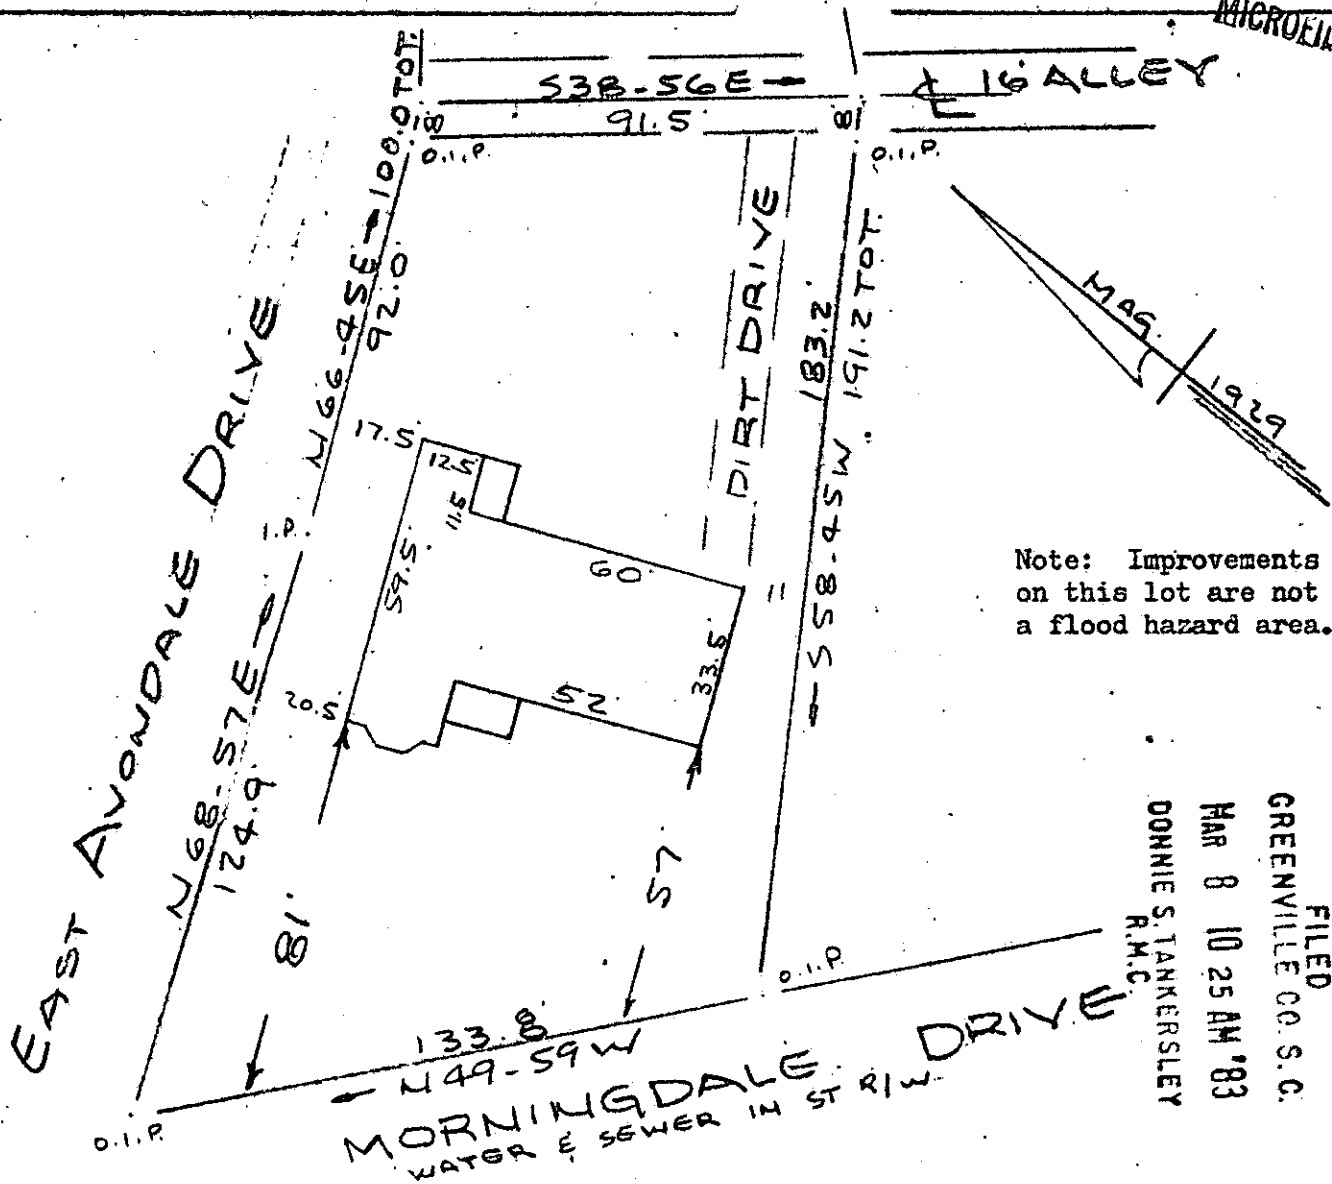 100.0 TOT.
S38-56E
℄ 16' ALLEY
8
91.5
8
O.I.P.
O.I.P.
N66-45E
92.0
DIRT DRIVE
183.2
191.2 TOT.
S58-45W
MAG.
1929
EAST AVONDALE DRIVE
17.5
12.5
11.5
I.P.
59.5
60
11
33.5
Note: Improvements
on this lot are not
a flood hazard area.
20.5
52
N68-57E
124.9
81'
57
O.I.P.
133.8
N49-59W
MORNINGDALE DRIVE
WATER & SEWER IN ST R/W
O.I.P.
FILED
GREENVILLE CO. S. C.
MAR 8 10 25 AM '83
DONNIE S. TANKERSLEY
R.M.C.